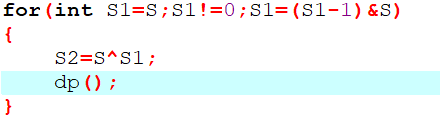 for(int S1=S;S1!=0;S1=(S1-1)&S)
{
    S2=S^S1;
    dp();
}